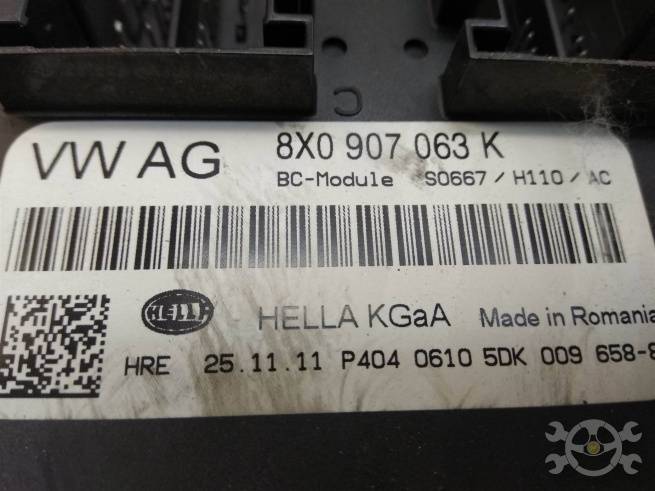 C
VW AG 8X0 907 063 K
BC-Module S0667 / H110 / AC
HELLA HELLA KGaA Made in Romania
HRE 25.11.11 P404 0610 5DK 009 658-8